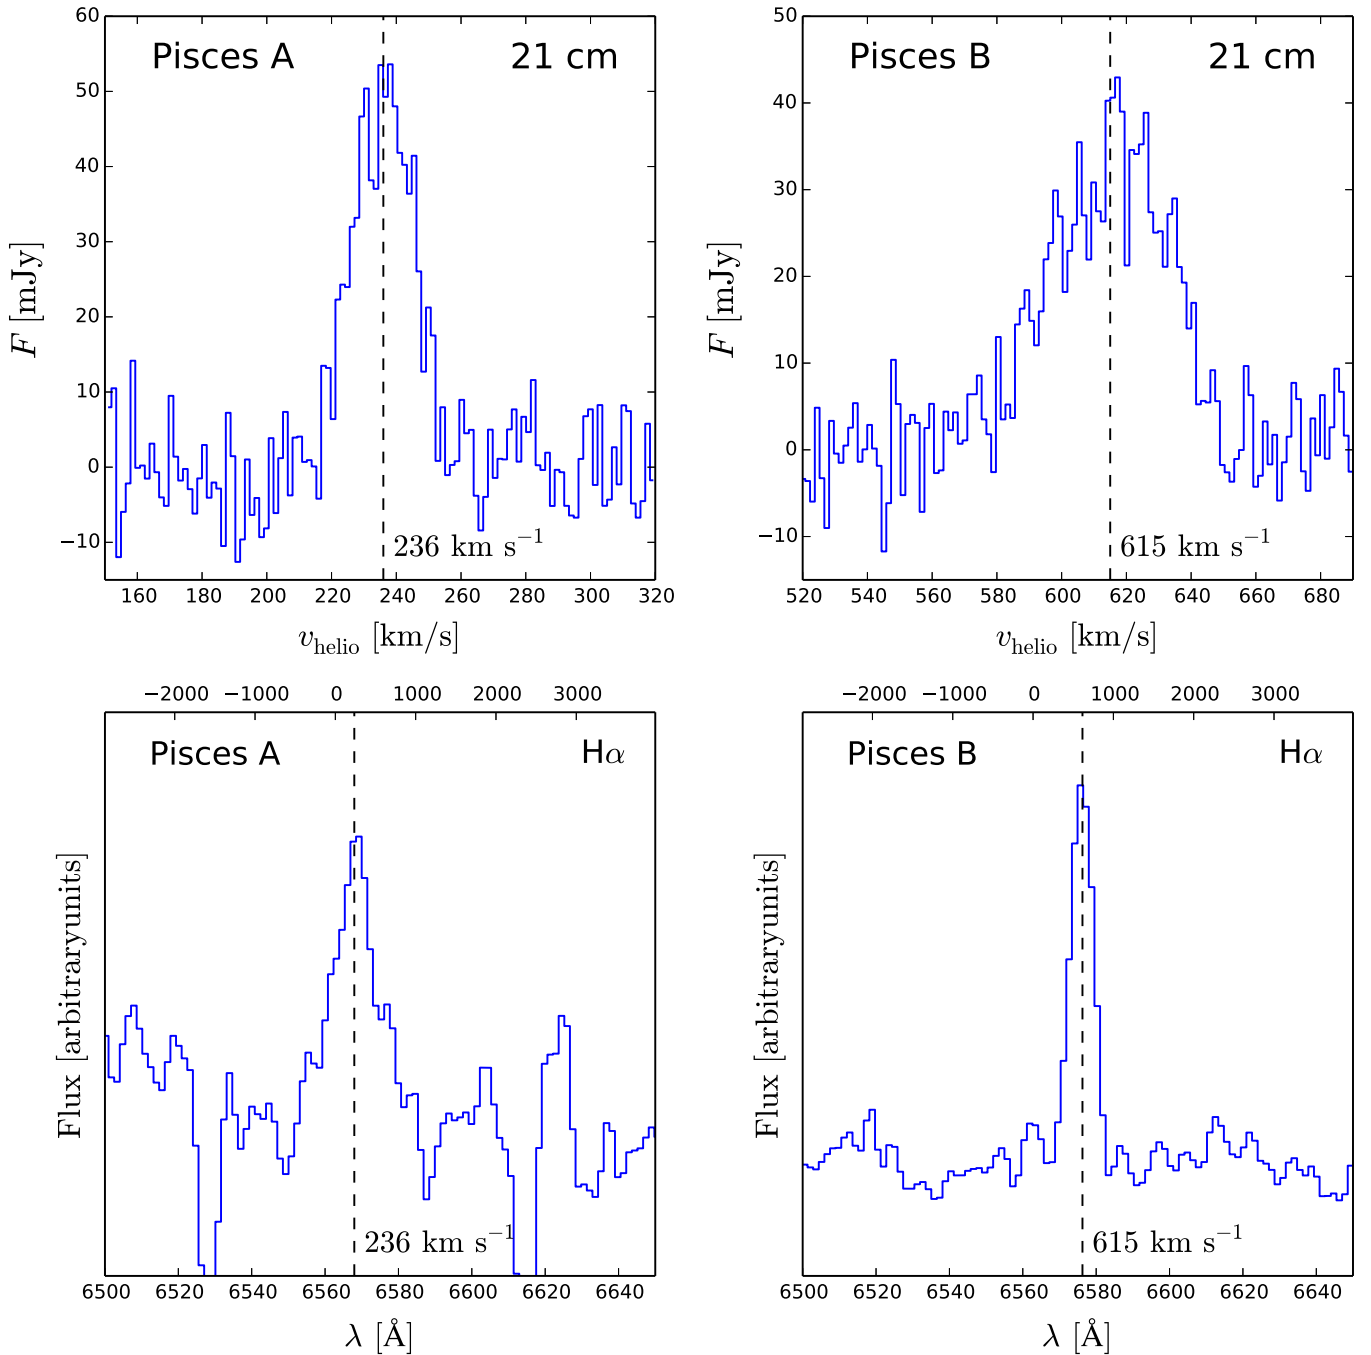 Pisces A 21 cm
60
50
40
30
20
10
0
−10
F [mJy]
236 km s−1
160 180 200 220 240 260 280 300 320
vhelio [km/s]
Pisces B 21 cm
50
40
30
20
10
0
−10
F [mJy]
615 km s−1
520 540 560 580 600 620 640 660 680
vhelio [km/s]
−2000 −1000 0 1000 2000 3000
Pisces A Hα
Flux [arbitraryunits]
236 km s−1
6500 6520 6540 6560 6580 6600 6620 6640
λ [Å]
−2000 −1000 0 1000 2000 3000
Pisces B Hα
Flux [arbitraryunits]
615 km s−1
6500 6520 6540 6560 6580 6600 6620 6640
λ [Å]